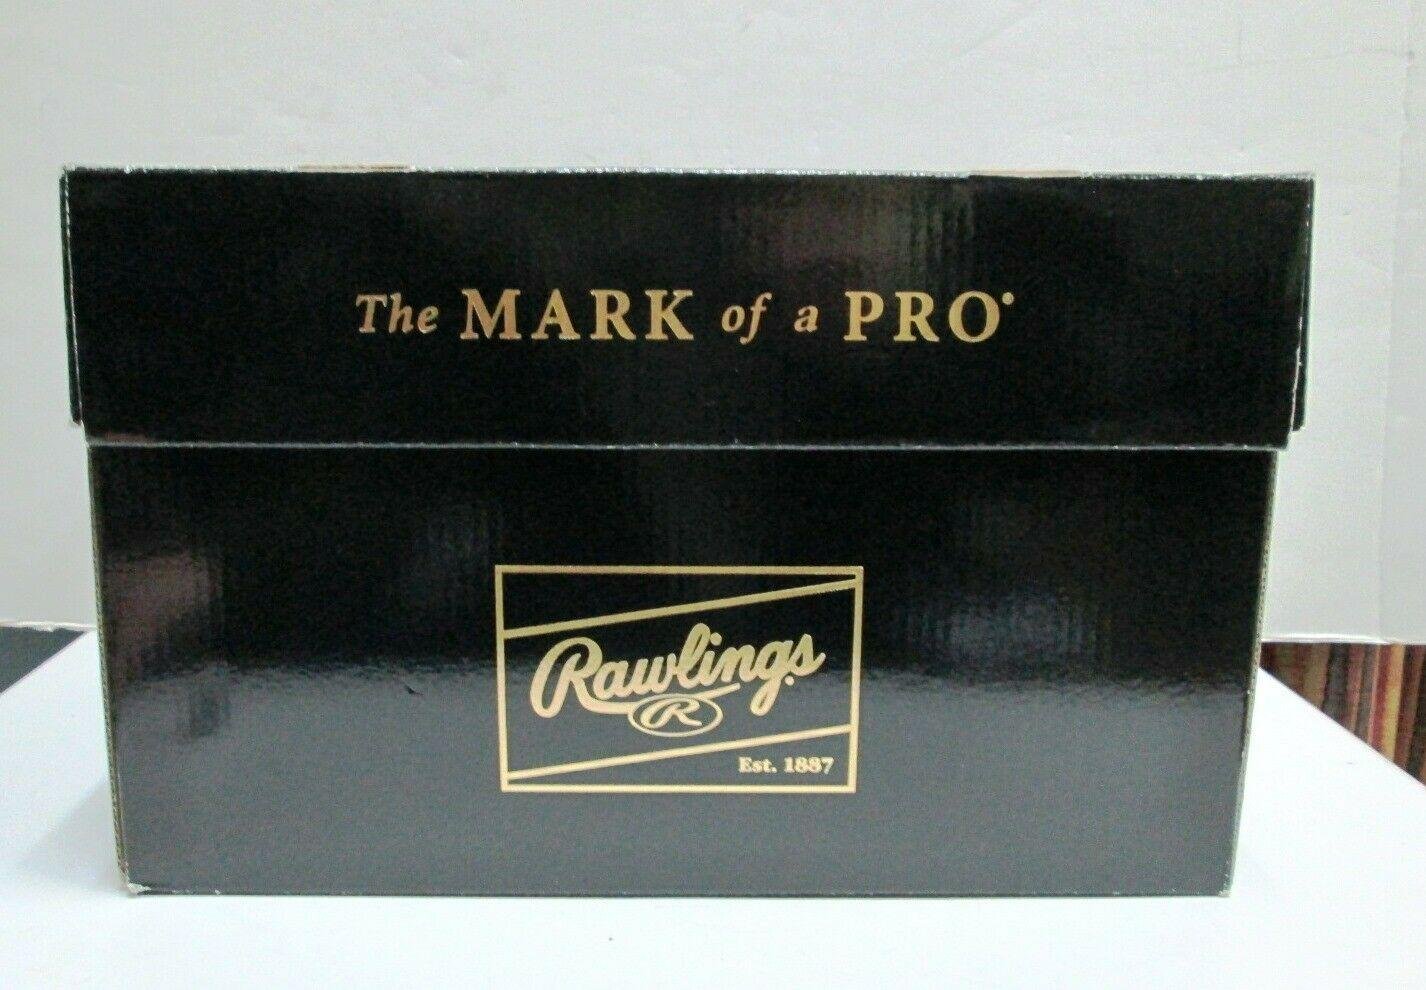 The MARK of a PRO®
Rawlings
R
Est. 1887